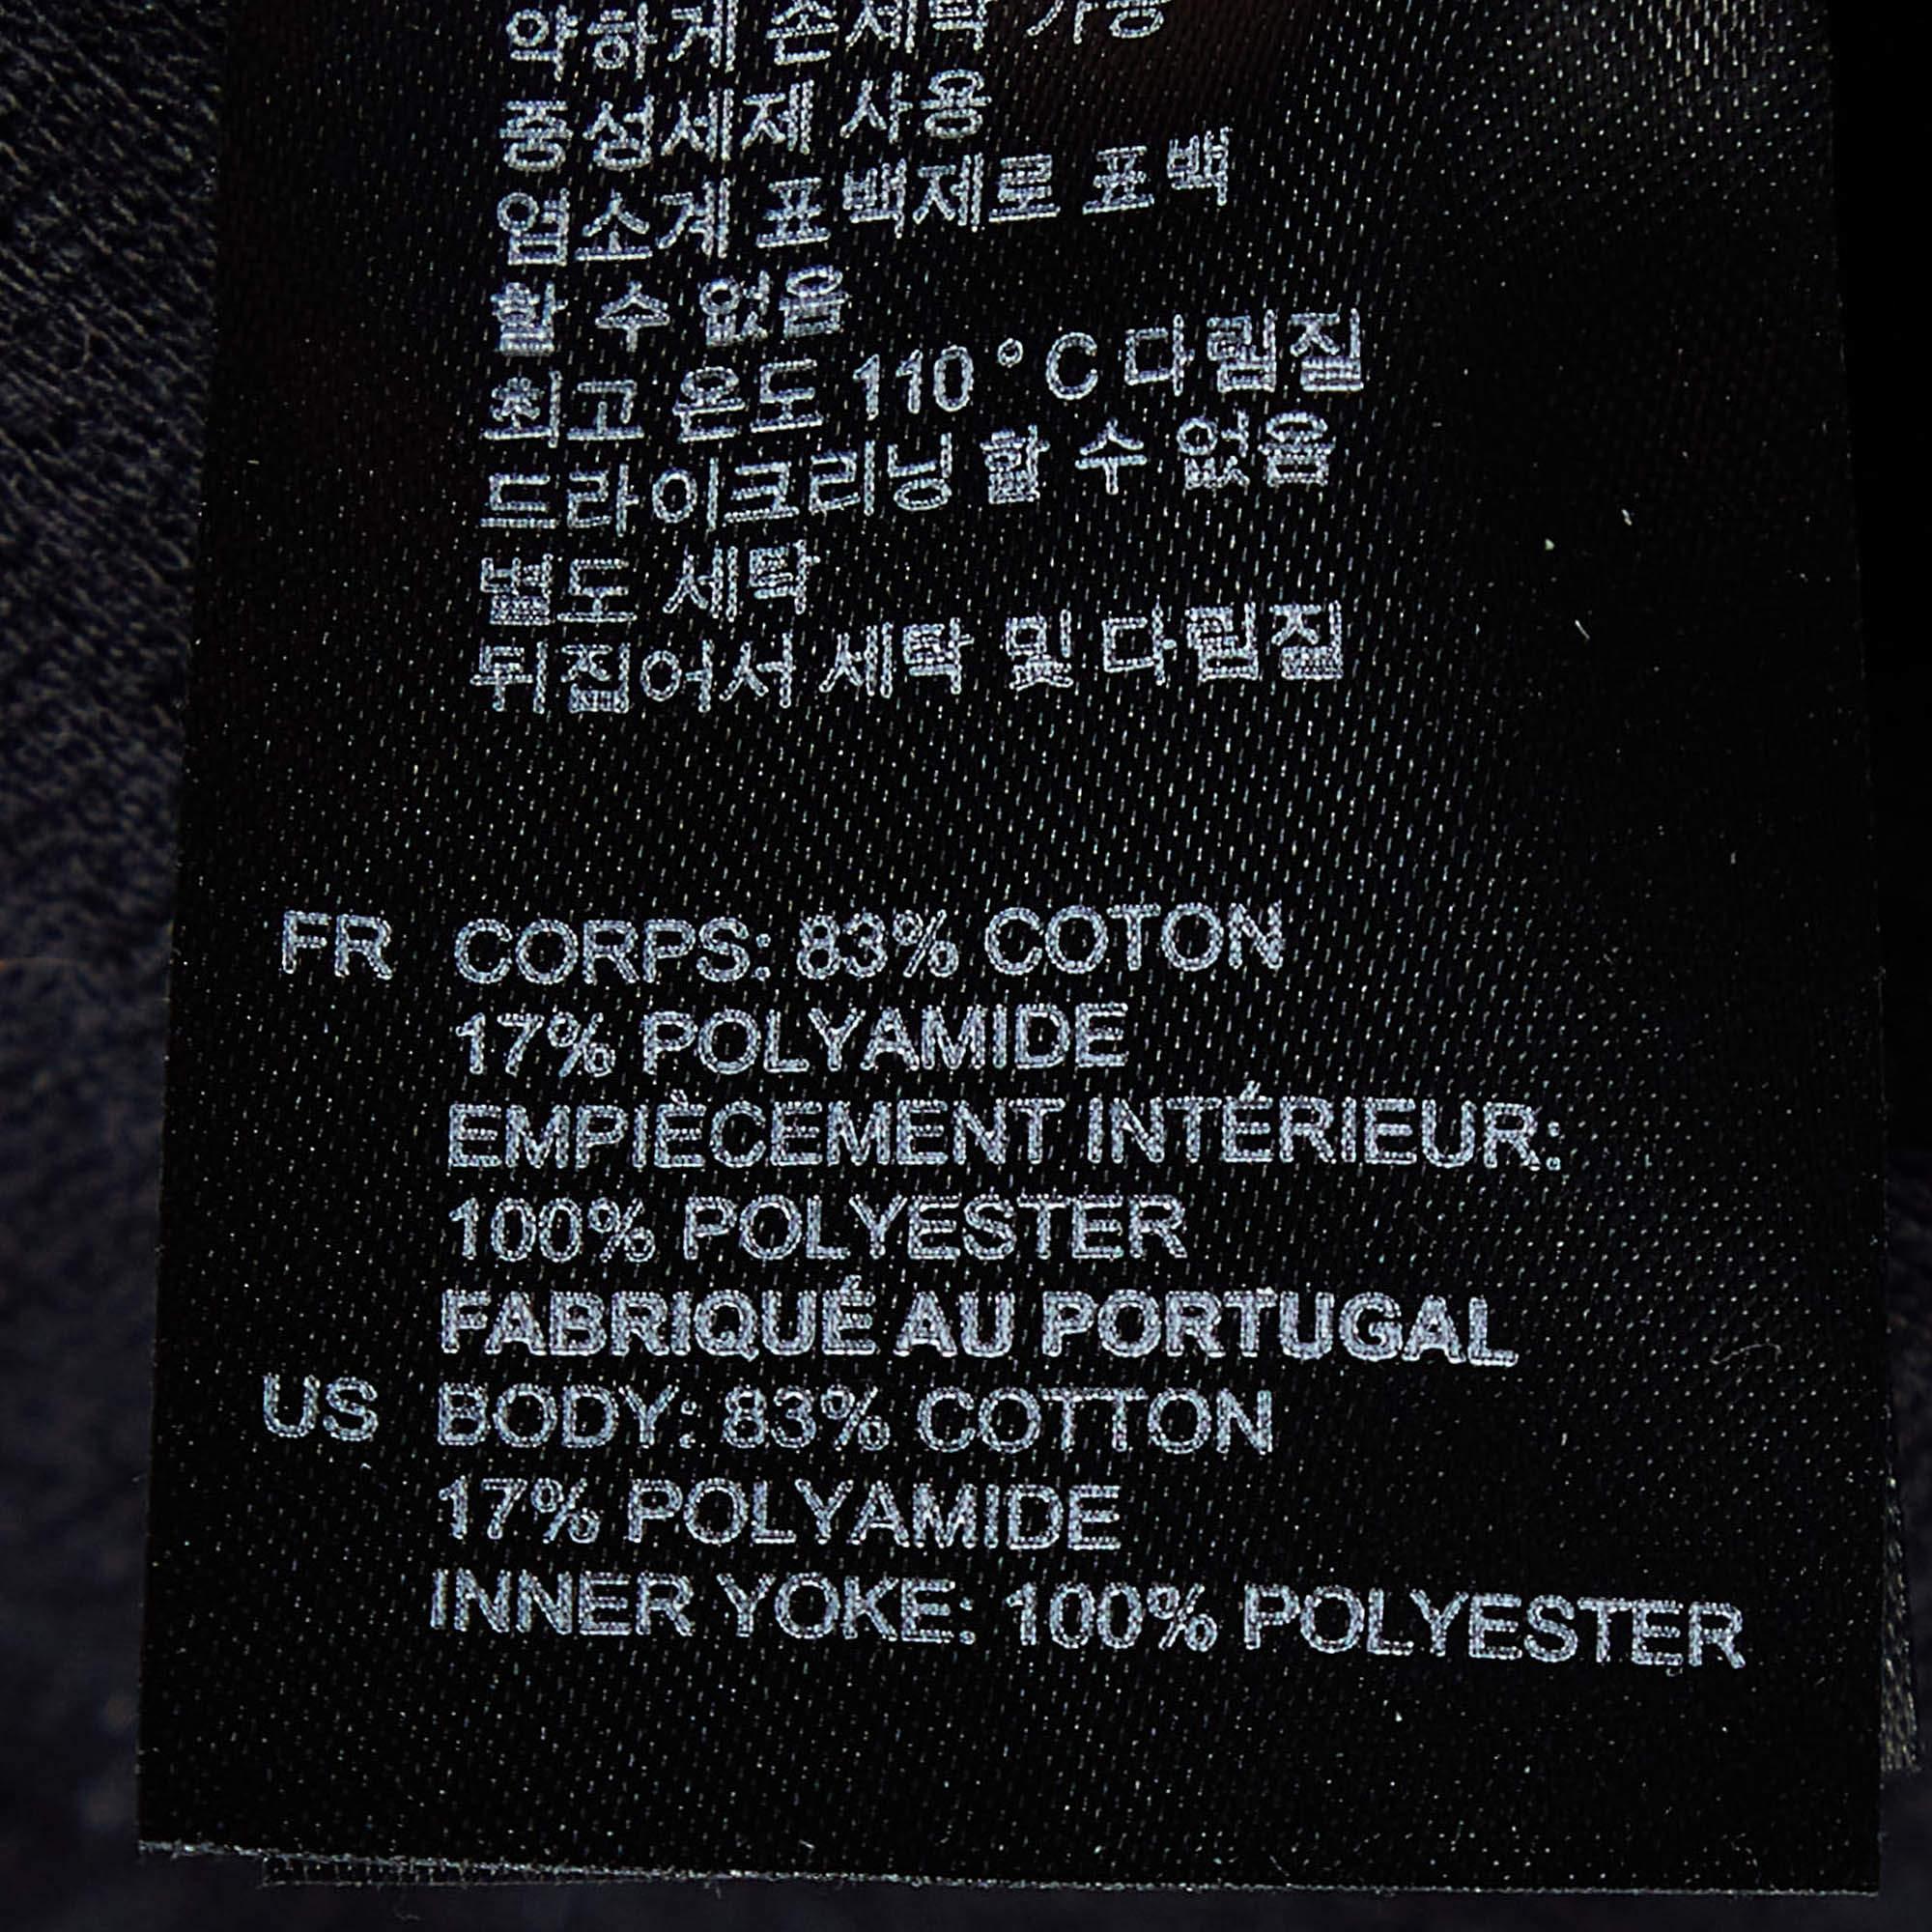 약하게 손세탁 가능
중성세제 사용
염소계 표백제로 표백
할 수 없음
최고 온도 110°C 다림질
드라이크리닝 할 수 없음
별도 세탁
뒤집어서 세탁 및 다림질
FR CORPS: 83% COTON
17% POLYAMIDE
EMPIÈCEMENT INTÉRIEUR:
100% POLYESTER
FABRIQUÉ AU PORTUGAL
US BODY: 83% COTTON
17% POLYAMIDE
INNER YOKE: 100% POLYESTER